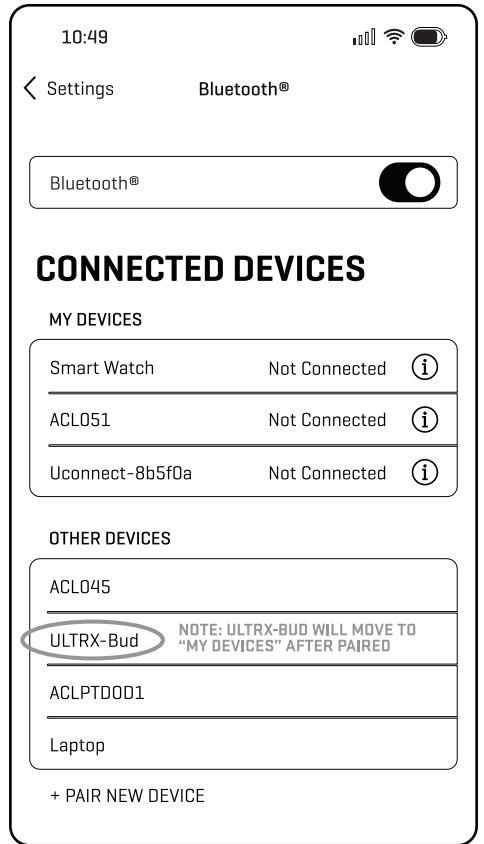 10:49
Settings Bluetooth®
Bluetooth®
CONNECTED DEVICES
MY DEVICES
Smart Watch Not Connected i
ACL051 Not Connected i
Uconnect-8b5f0a Not Connected i
OTHER DEVICES
ACL045
ULTRX-Bud NOTE: ULTRX-BUD WILL MOVE TO
“MY DEVICES” AFTER PAIRED
ACLPTD0D1
Laptop
+ PAIR NEW DEVICE